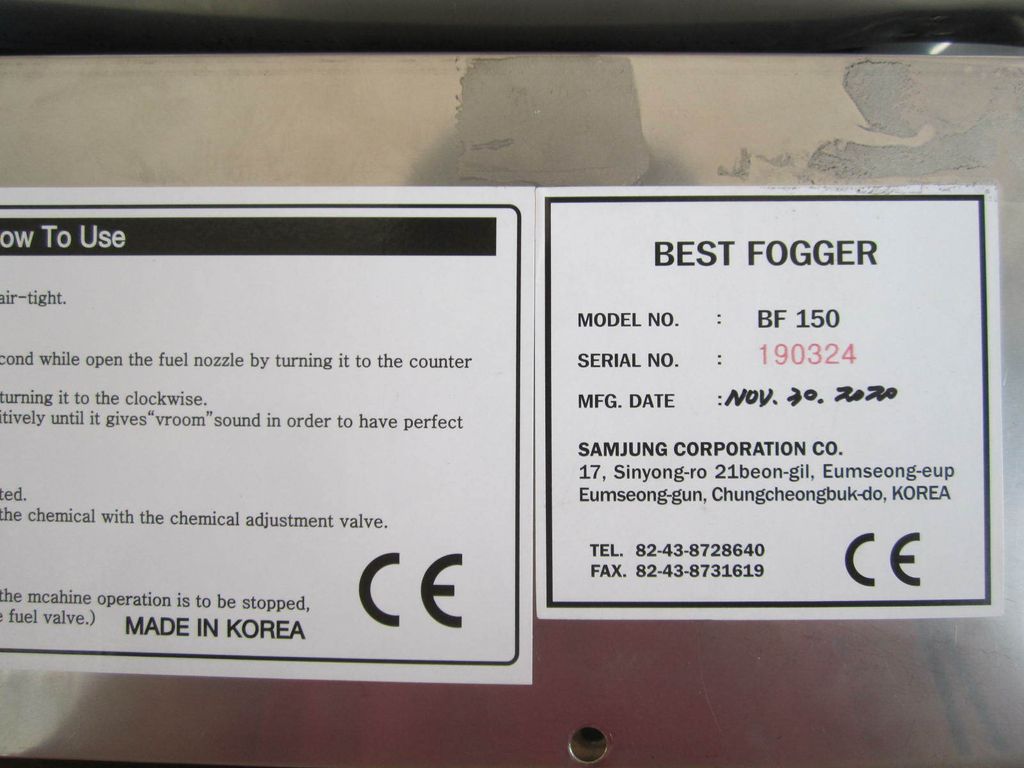 ow To Use
air-tight.
cond while open the fuel nozzle by turning it to the counter
turning it to the clockwise.
itively until it gives“vroom”sound in order to have perfect
ted.
the chemical with the chemical adjustment valve.
the mcahine operation is to be stopped,
e fuel valve.)
MADE IN KOREA
CE
BEST FOGGER
MODEL NO. : BF 150
SERIAL NO. : 190324
MFG. DATE : NOV. 30. 2020
SAMJUNG CORPORATION CO.
17, Sinyong-ro 21beon-gil, Eumseong-eup
Eumseong-gun, Chungcheongbuk-do, KOREA
TEL. 82-43-8728640
FAX. 82-43-8731619
CE